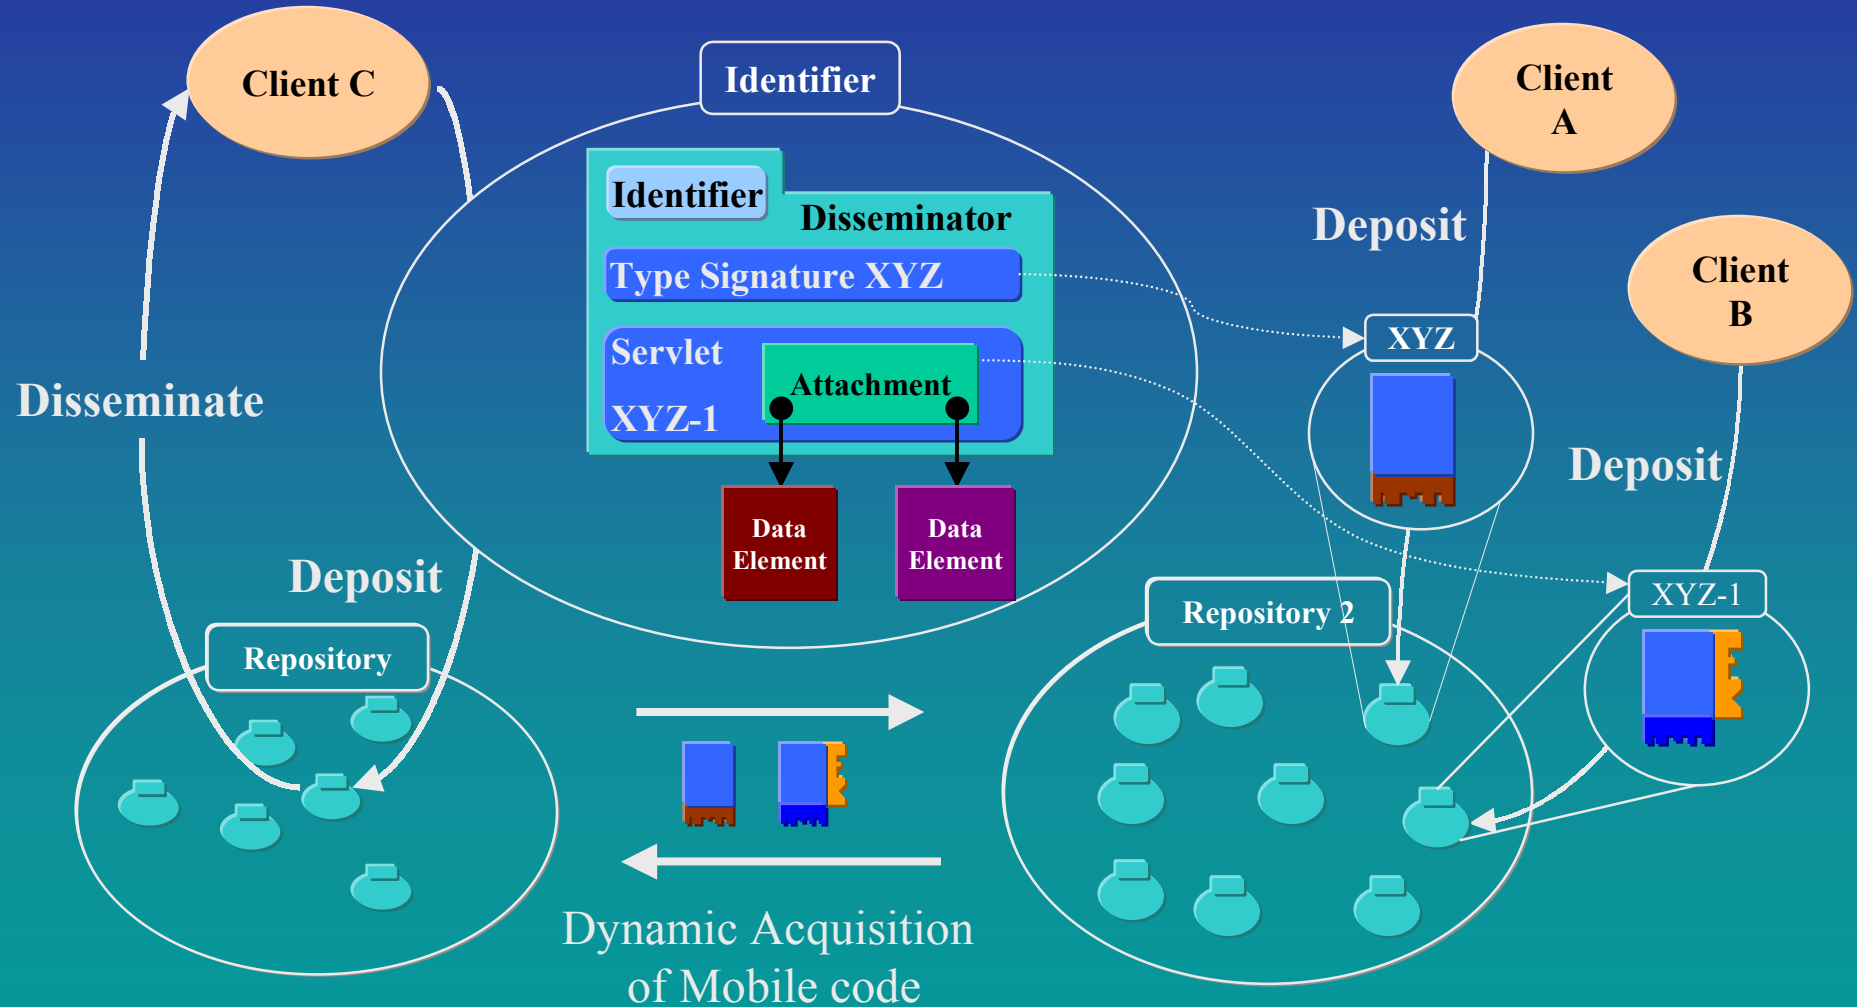 Client C
Identifier
Client
A
Identifier
Disseminator
Deposit
Client
B
Type Signature XYZ
XYZ
Servlet
XYZ-1
Attachment
Disseminate
Deposit
Data
Element
Data
Element
Deposit
XYZ-1
Repository 2
Repository
Dynamic Acquisition
of Mobile code